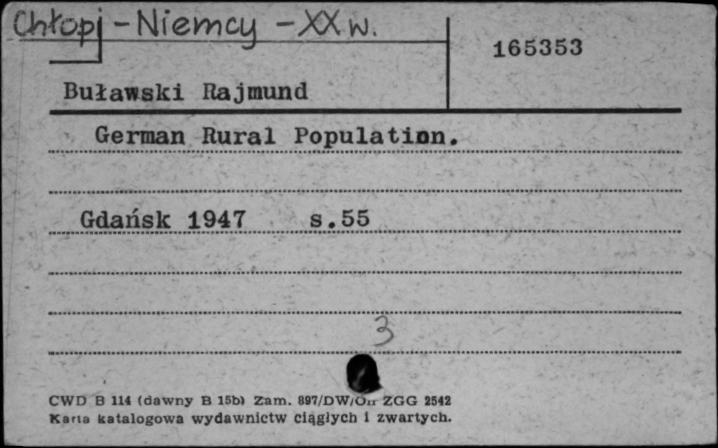 Chłopi - Niemcy - XX w.
165353
Buławski Rajmund
German Rural Population.
Gdańsk 1947 s.55
3
CWD B 114 (dawny B 15b) Zam. 897/DW/Off ZGG 2542
Karta katalogowa wydawnictw ciągłych i zwartych.